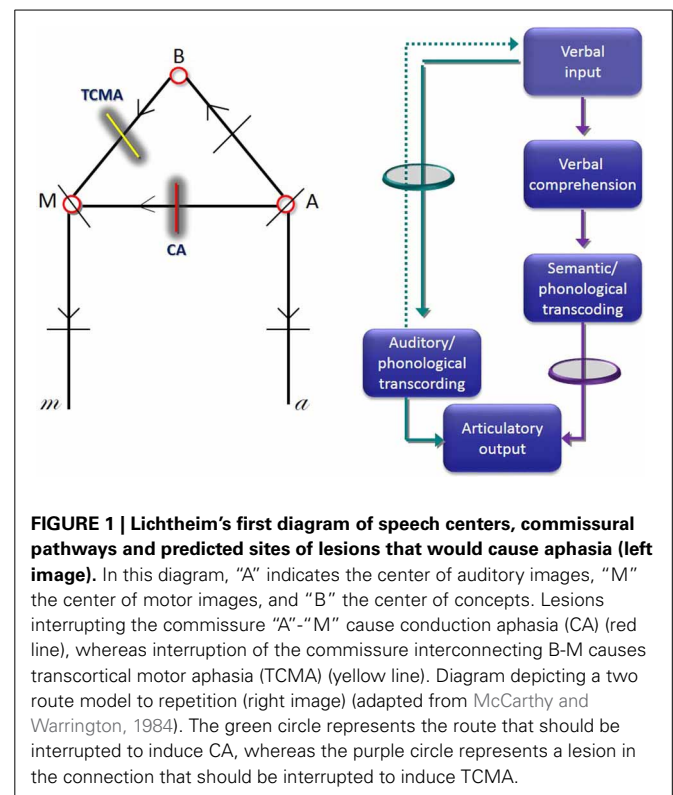 B
TCMA
M
A
CA
m
a
Verbal
input
Verbal
comprehension
Semantic/
phonological
transcoding
Auditory/
phonological
transcording
Articulatory
output
FIGURE 1 | Lichtheim's first diagram of speech centers, commissural
pathways and predicted sites of lesions that would cause aphasia (left
image). In this diagram, “A” indicates the center of auditory images, “M”
the center of motor images, and “B” the center of concepts. Lesions
interrupting the commissure “A”-“M” cause conduction aphasia (CA) (red
line), whereas interruption of the commissure interconnecting B-M causes
transcortical motor aphasia (TCMA) (yellow line). Diagram depicting a two
route model to repetition (right image) (adapted from McCarthy and
Warrington, 1984). The green circle represents the route that should be
interrupted to induce CA, whereas the purple circle represents a lesion in
the connection that should be interrupted to induce TCMA.